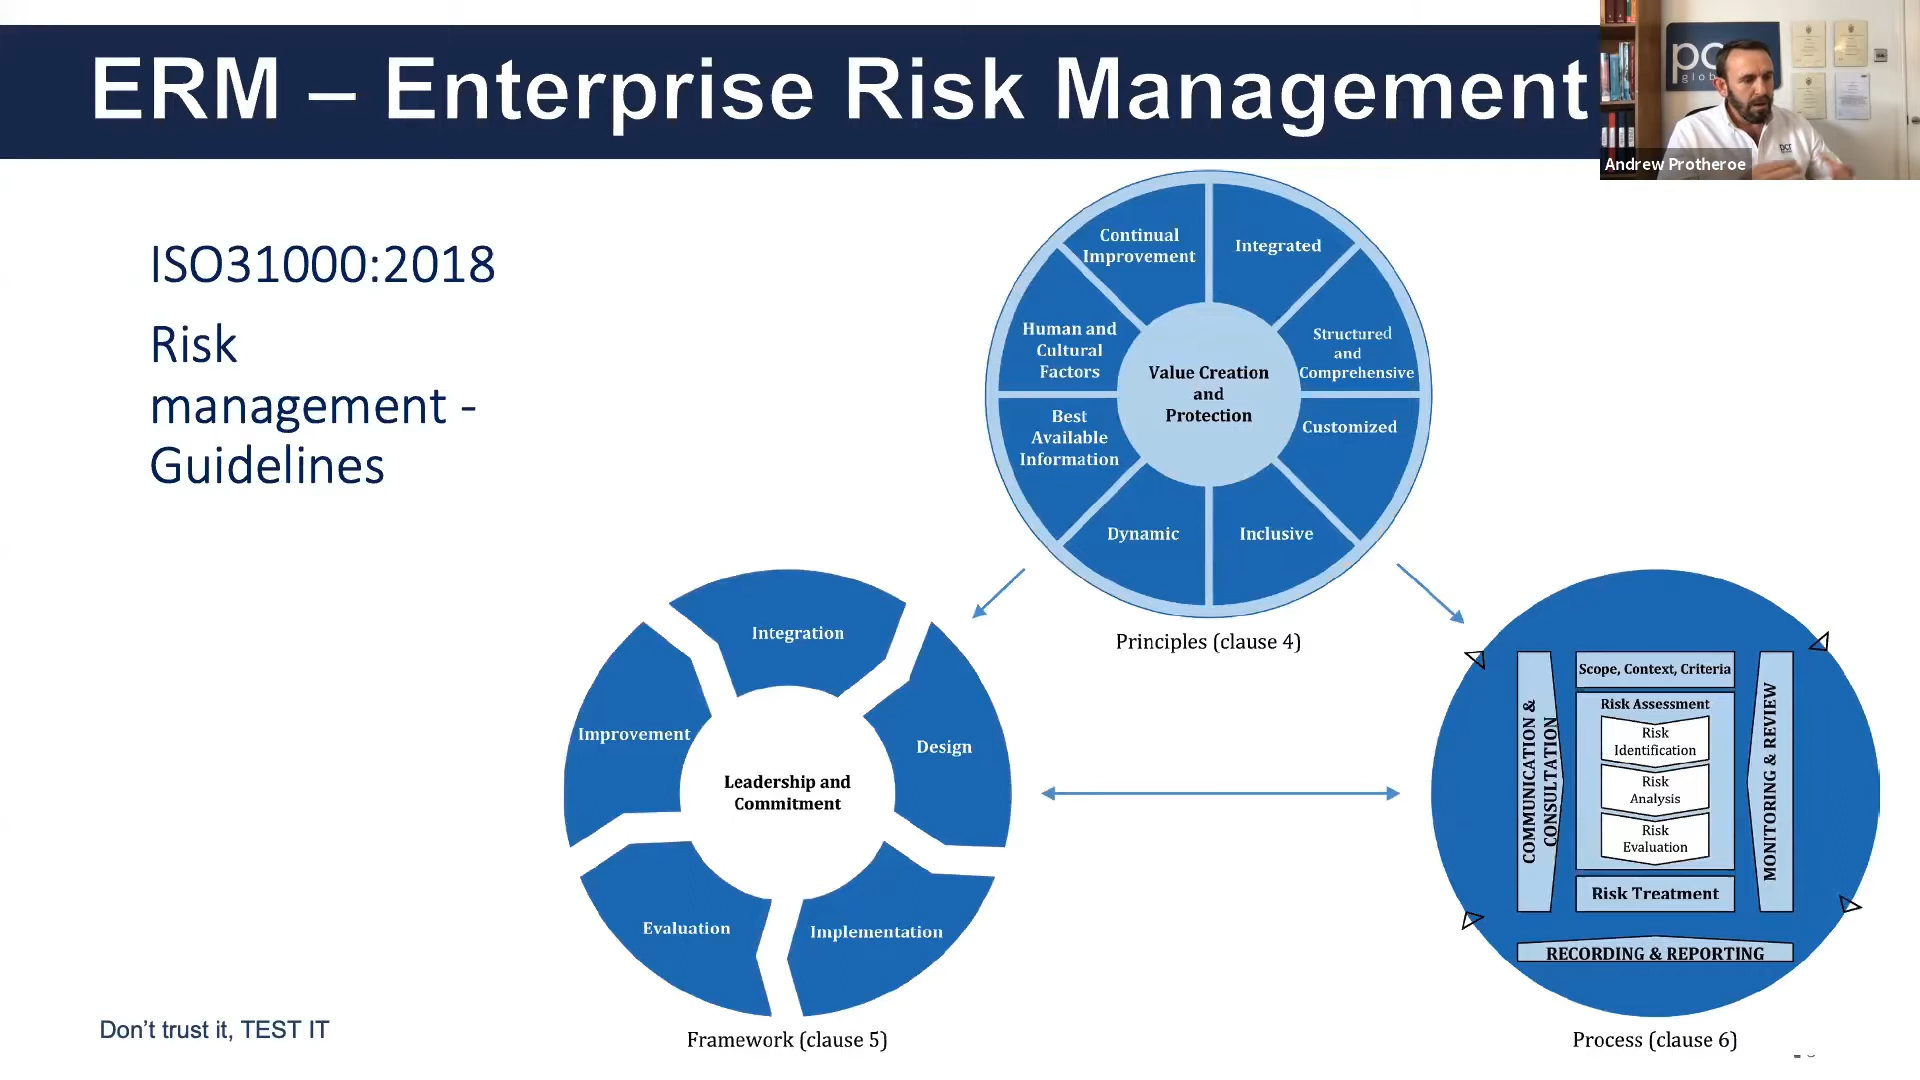 ERM – Enterprise Risk Management
pcr
glob
pcr
Andrew Protheroe
ISO31000:2018
Risk
management -
Guidelines
Continual
Improvement
Integrated
Structured
and
Comprehensive
Customized
Inclusive
Dynamic
Best
Available
Information
Human and
Cultural
Factors
Value Creation
and
Protection
Principles (clause 4)
Integration
Design
Implementation
Evaluation
Improvement
Leadership and
Commitment
Framework (clause 5)
Scope, Context, Criteria
Risk Assessment
Risk
Identification
Risk
Analysis
Risk
Evaluation
Risk Treatment
COMMUNICATION &
CONSULTATION
MONITORING & REVIEW
RECORDING & REPORTING
Process (clause 6)
Don’t trust it, TEST IT